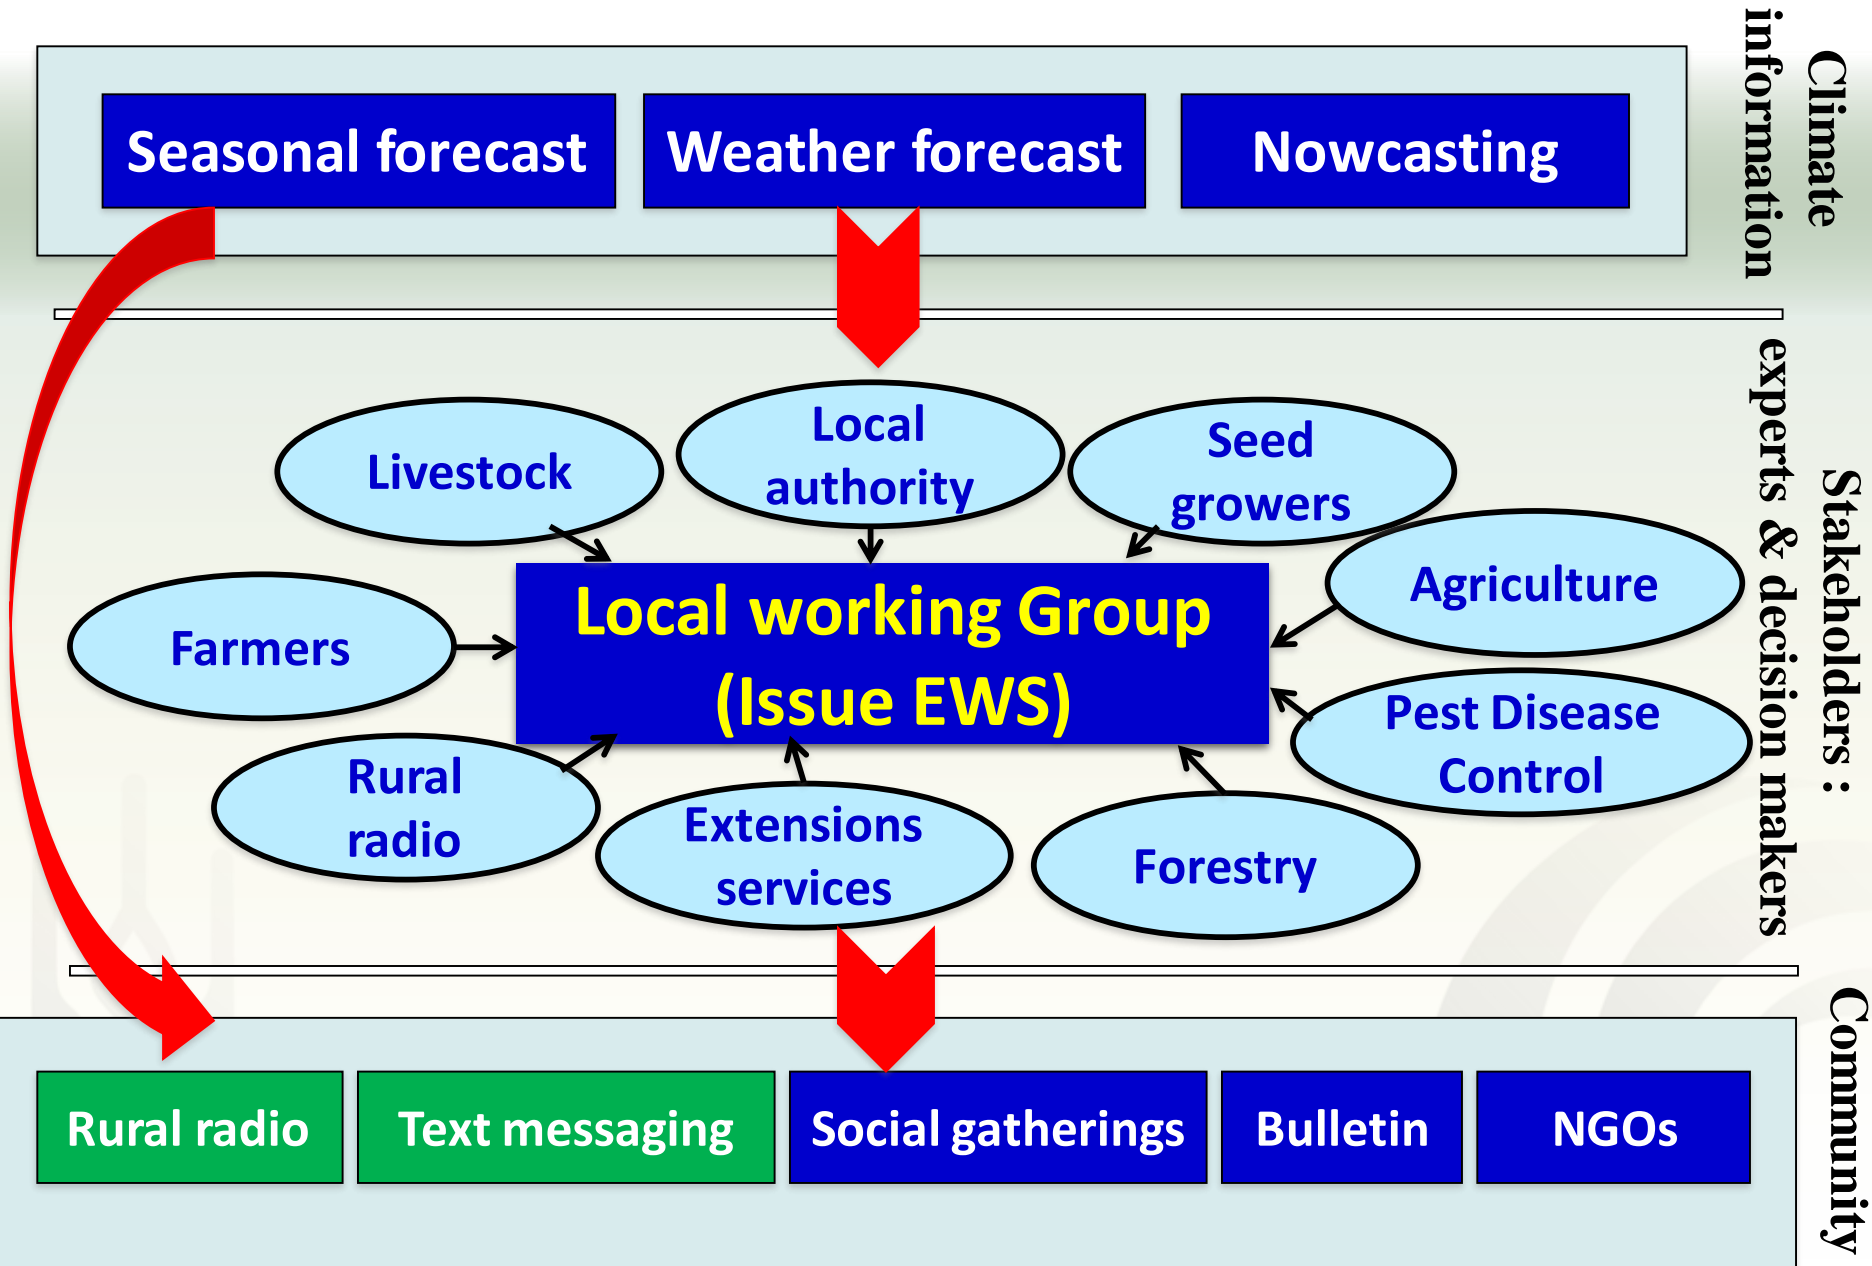 Climate
information
Seasonal forecast
Weather forecast
Nowcasting
Stakeholders :
experts & decision makers
Livestock
Local
authority
Seed
growers
Agriculture
Farmers
Local working Group
(Issue EWS)
Pest Disease
Control
Rural
radio
Extensions
services
Forestry
Community
Rural radio
Text messaging
Social gatherings
Bulletin
NGOs